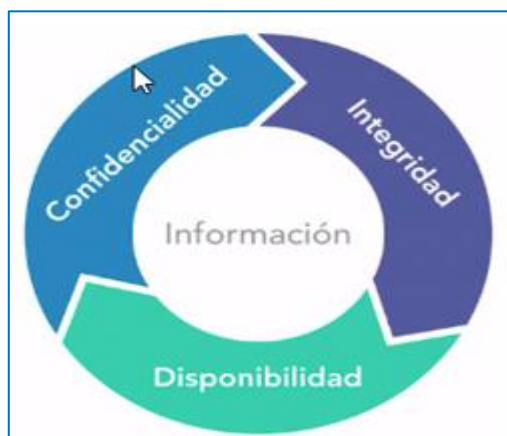 Confidencialidad
Integridad
Información
Disponibilidad